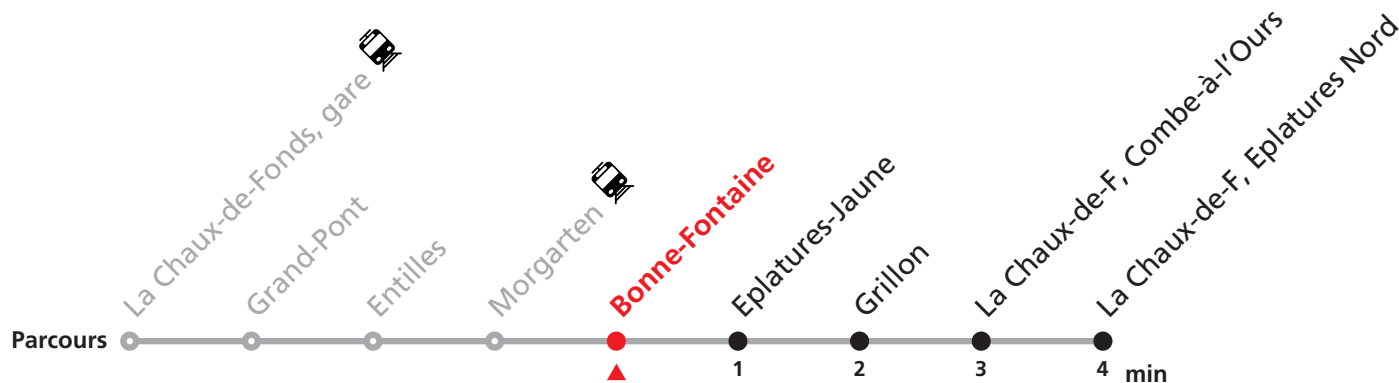 La Chaux-de-Fonds, gare
Grand-Pont
Entilles
Morgarten
Bonne-Fontaine
Eplatures-Jaune
Grillon
La Chaux-de-F, Combe-à-l'Ours
La Chaux-de-F, Eplatures Nord
Parcours
1 2 3 4 min